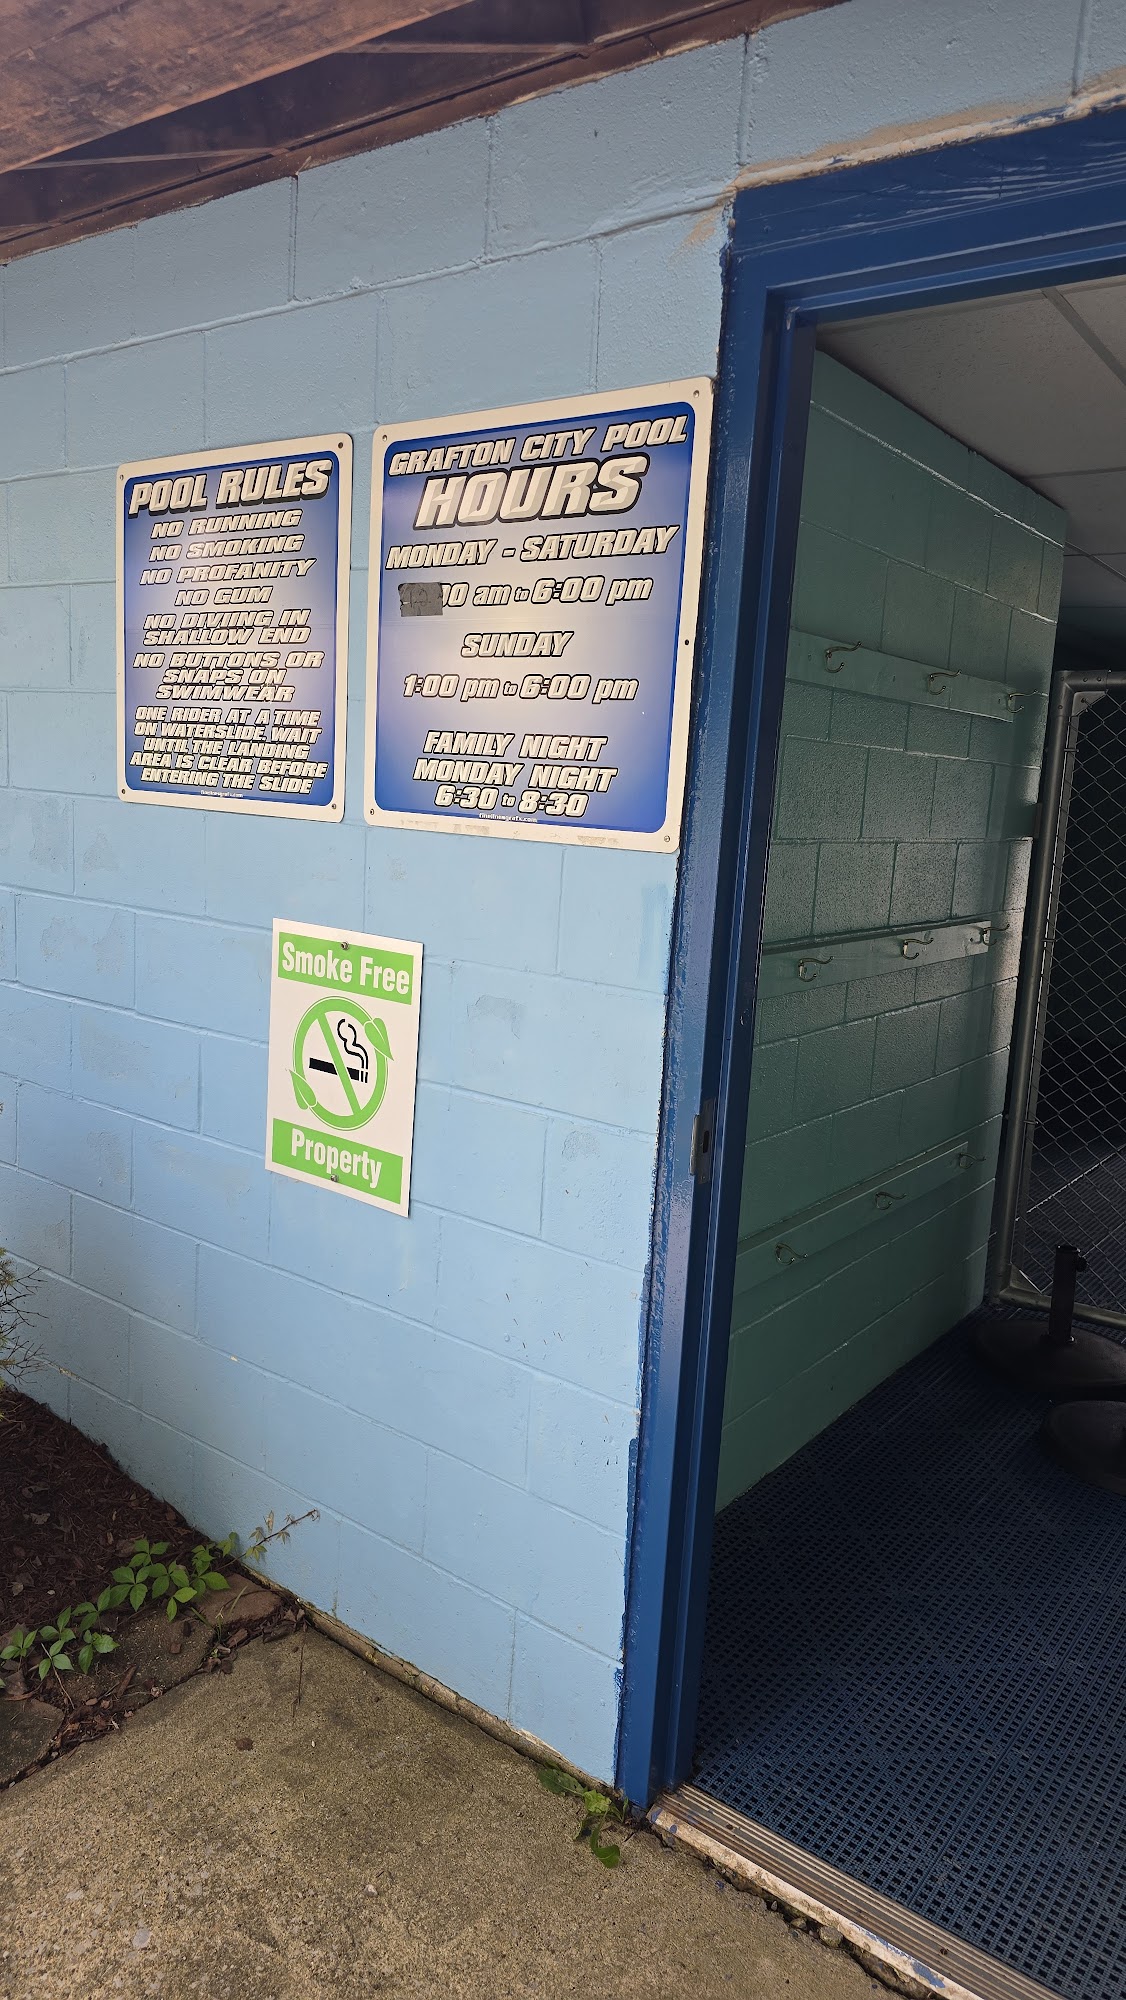 POOL RULES
NO RUNNING
NO SMOKING
NO PROFANITY
NO GUM
NO DIVIING IN
SHALLOW END
NO BUTTONS OR
SNAPS ON
SWIMWEAR
ONE RIDER AT A TIME
ON WATERSLIDE. WAIT
UNTIL THE LANDING
AREA IS CLEAR BEFORE
ENTERING THE SLIDE
GRAFTON CITY POOL
HOURS
MONDAY - SATURDAY
00 am to 6:00 pm
SUNDAY
1:00 pm to 6:00 pm
FAMILY NIGHT
MONDAY NIGHT
6:30 to 8:30
Smoke Free
Property